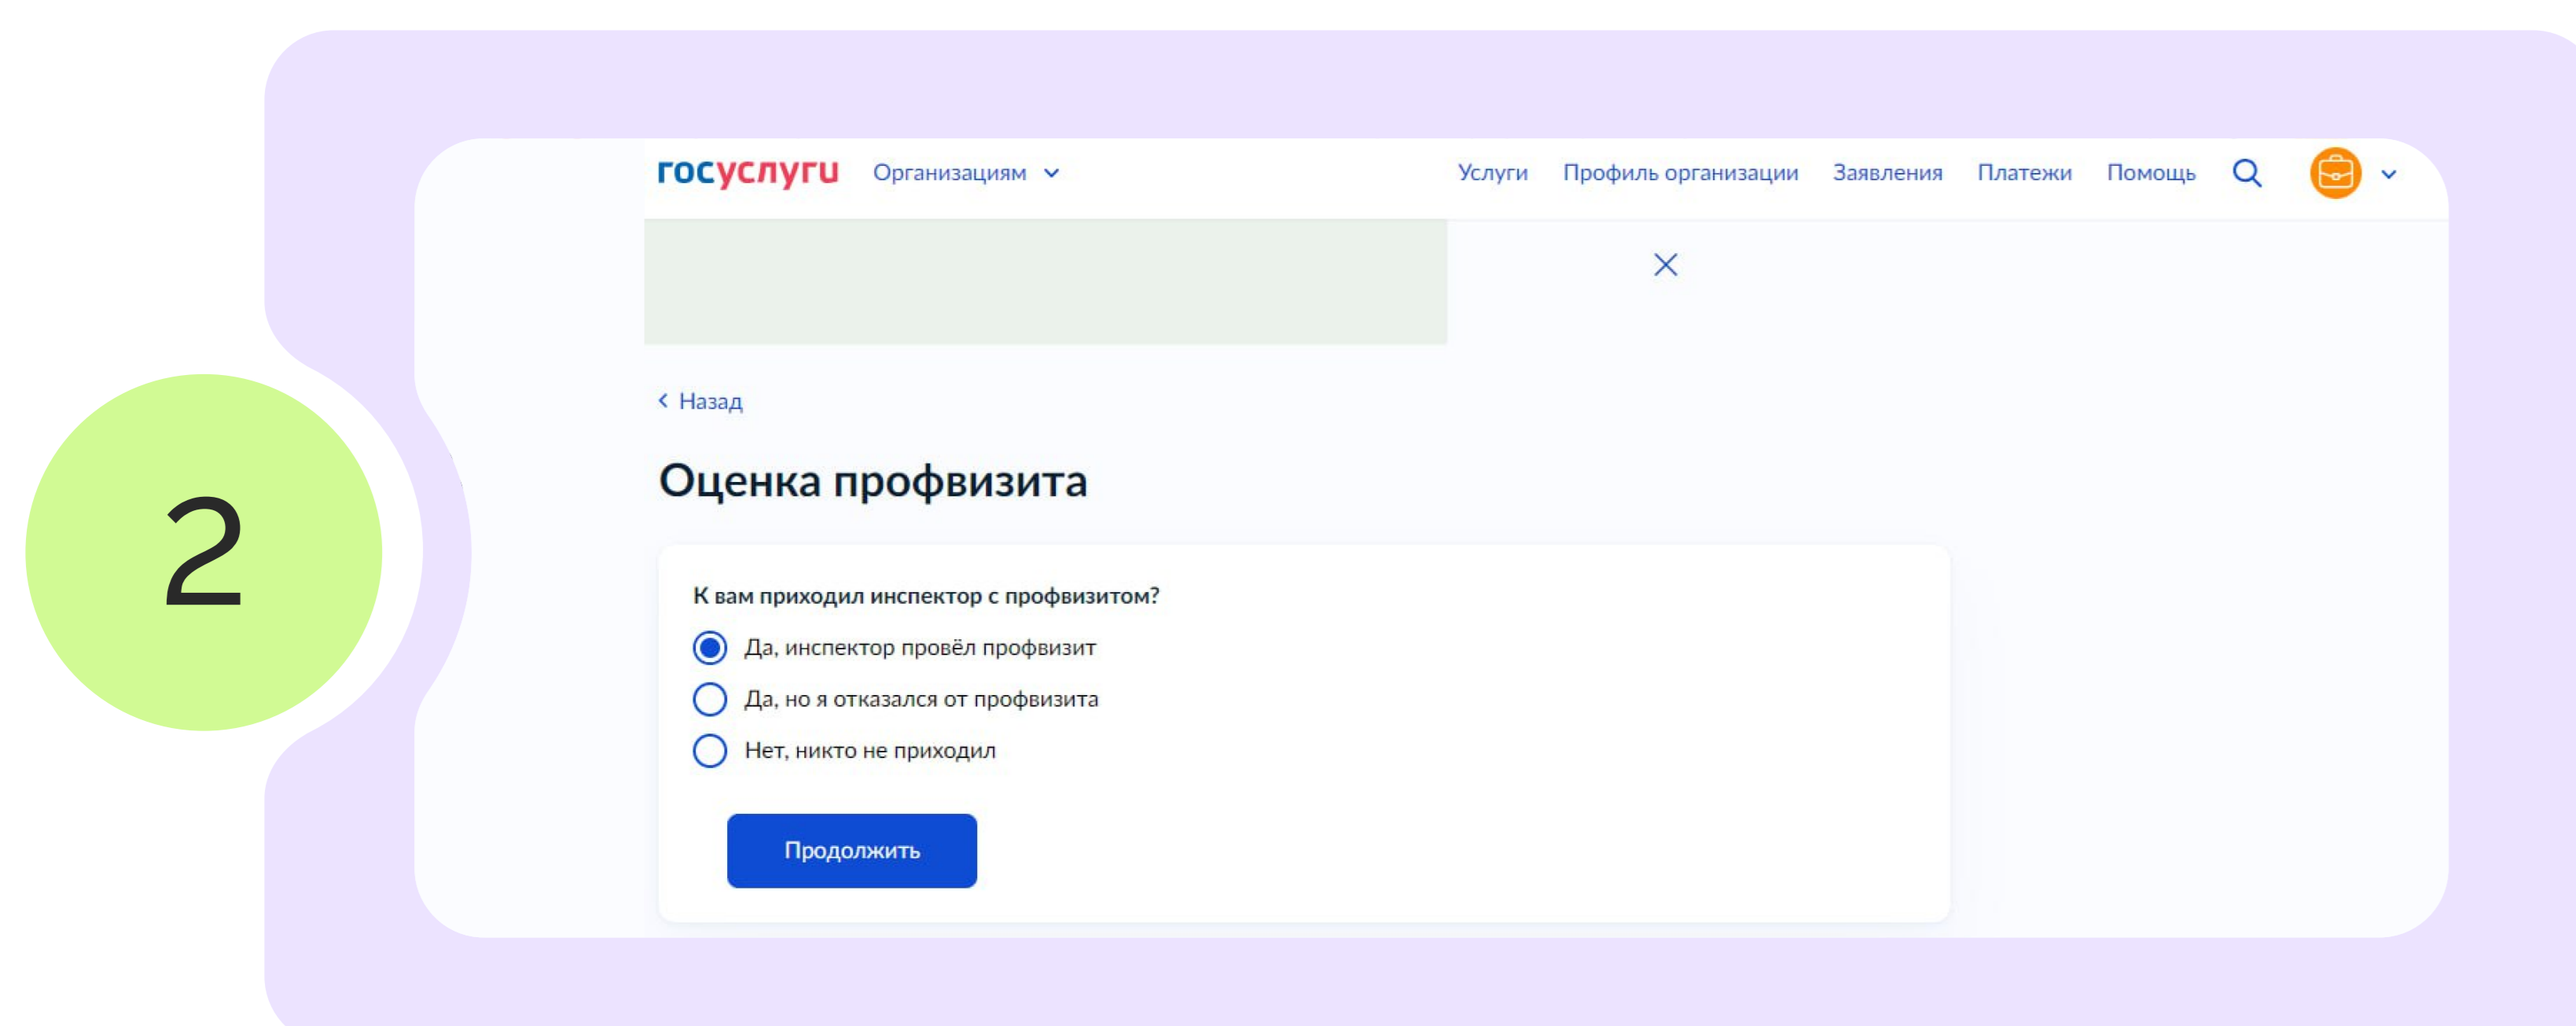 госуслуги Организациям Услуги Профиль организации Заявления Платежи Помощь
Назад
Оценка профвизита
2
К вам приходил инспектор с профвизитом?
Да, инспектор провёл профвизит
Да, но я отказался от профвизита
Нет, никто не приходил
Продолжить